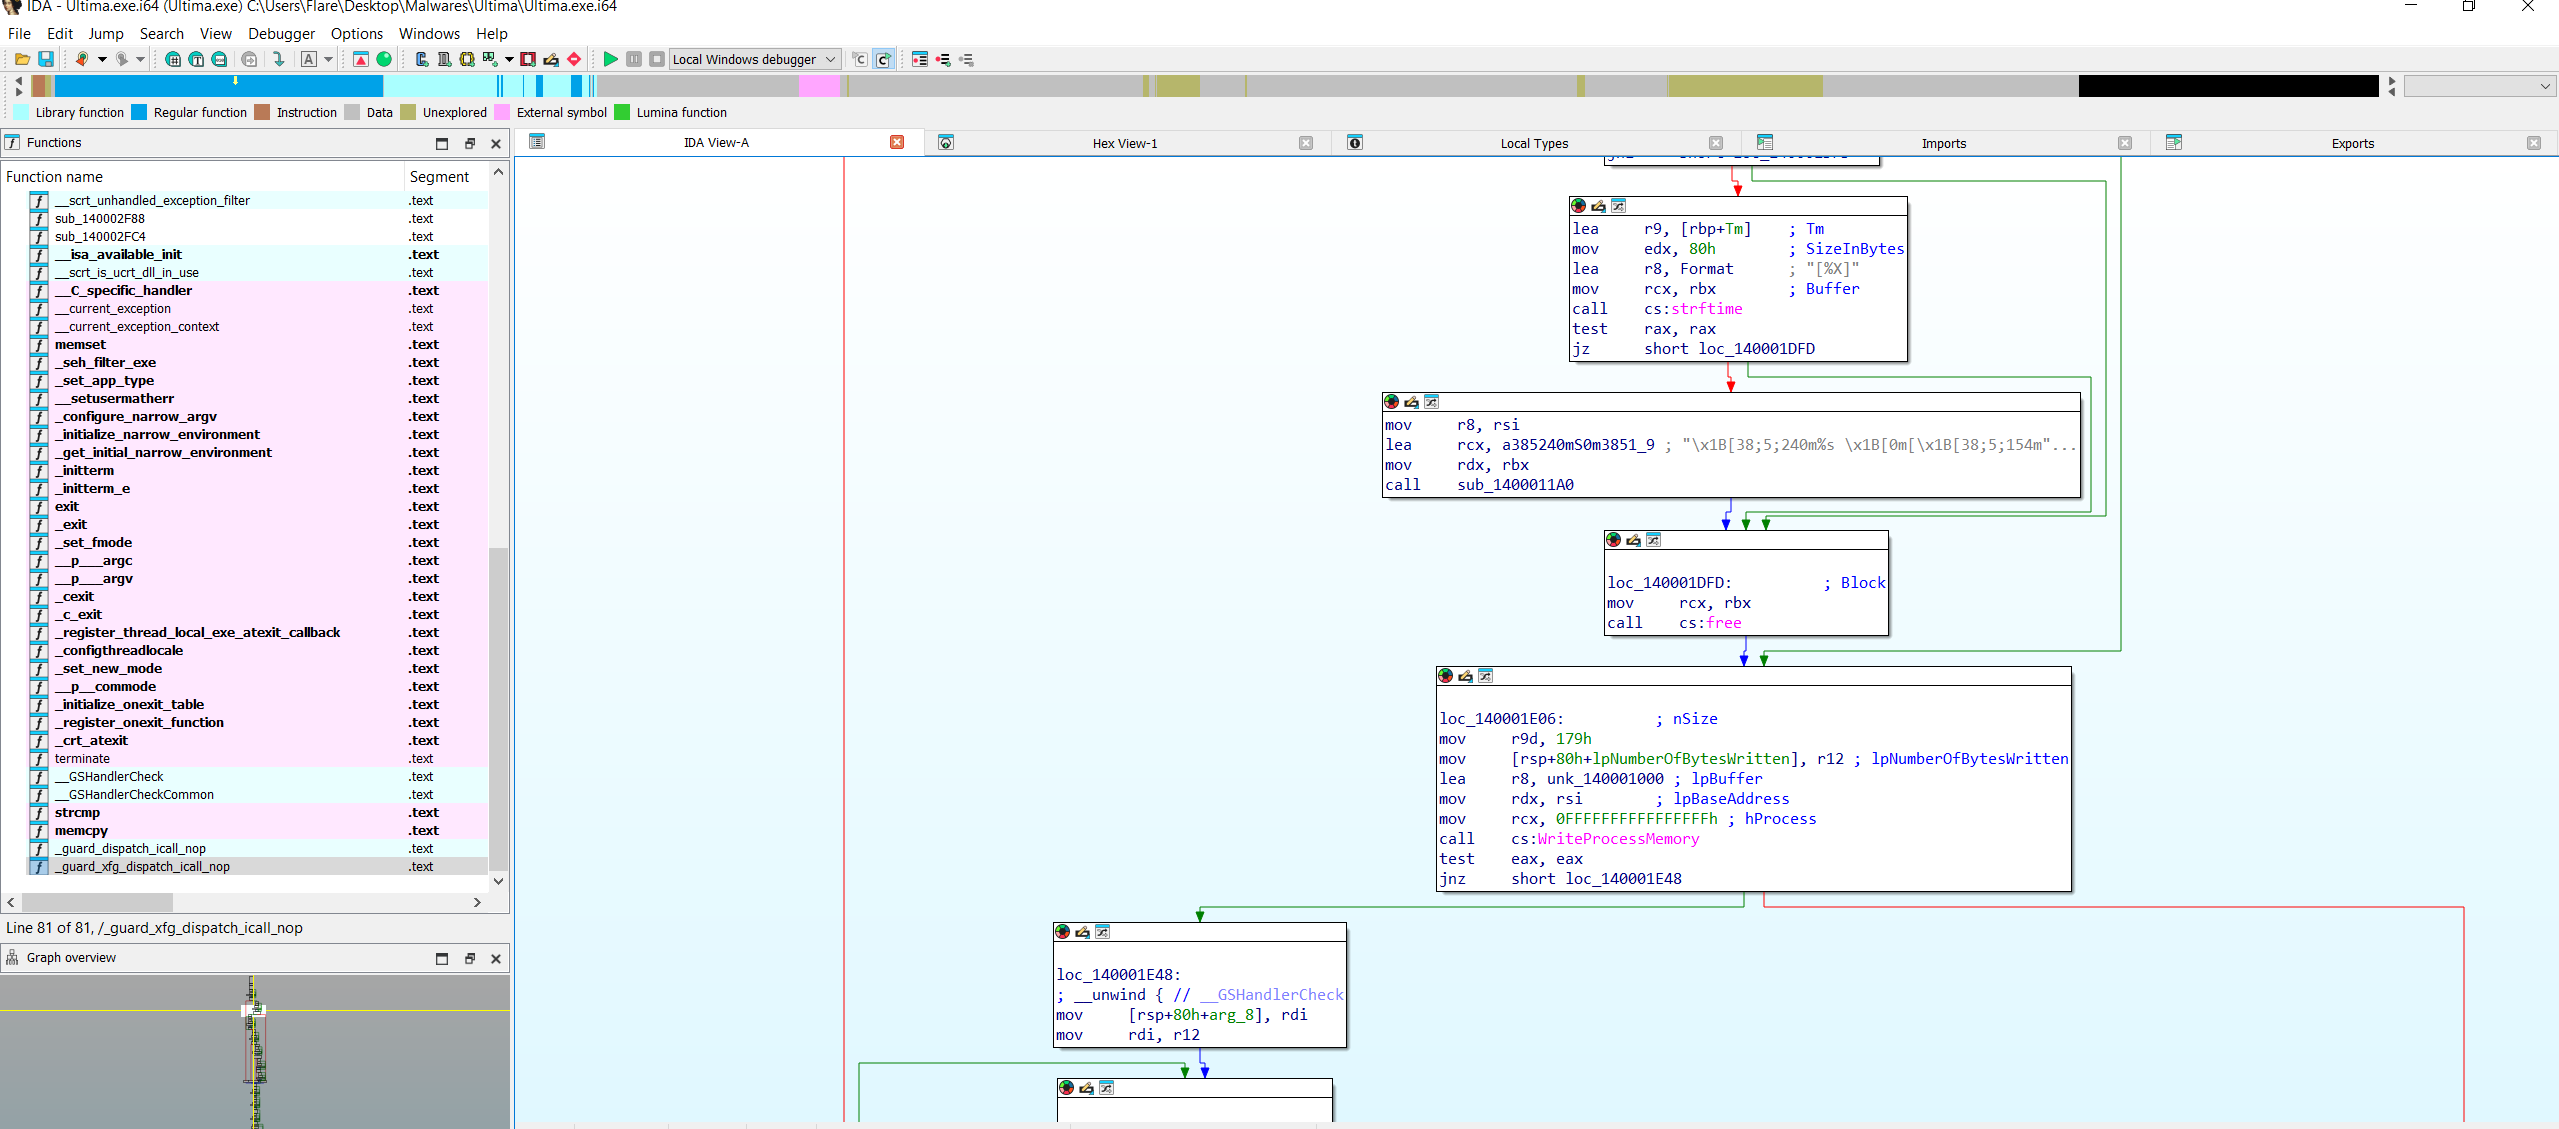 IDA - Ultima.exe.i64 (Ultima.exe) C:\Users\Flare\Desktop\Malwares\Ultima\Ultima.exe.i64
File Edit Jump Search View Debugger Options Windows Help
Local Windows debugger
Library function Regular function Instruction Data Unexplored External symbol Lumina function
Functions
IDA View-A Hex View-1 Local Types Imports Exports
Function name Segment
__scrt_unhandled_exception_filter .text
sub_140002F88 .text
sub_140002FC4 .text
__isa_available_init .text
__scrt_is_ucrt_dll_in_use .text
__C_specific_handler .text
__current_exception .text
__current_exception_context .text
memset .text
_seh_filter_exe .text
_set_app_type .text
__setusermatherr .text
_configure_narrow_argv .text
_initialize_narrow_environment .text
_get_initial_narrow_environment .text
_initterm .text
_initterm_e .text
exit .text
_exit .text
_set_fmode .text
__p___argc .text
__p___argv .text
_cexit .text
_c_exit .text
_register_thread_local_exe_atexit_callback .text
_configthreadlocale .text
_set_new_mode .text
__p__commode .text
_initialize_onexit_table .text
_register_onexit_function .text
_crt_atexit .text
terminate .text
__GSHandlerCheck .text
__GSHandlerCheckCommon .text
strcmp .text
memcpy .text
_guard_dispatch_icall_nop .text
_guard_xfg_dispatch_icall_nop .text
Line 81 of 81, /_guard_xfg_dispatch_icall_nop
Graph overview
lea r9, [rbp+Tm] ; Tm
mov edx, 80h ; SizeInBytes
lea r8, Format ; "[%X]"
mov rcx, rbx ; Buffer
call cs:strftime
test rax, rax
jz short loc_140001DFD
mov r8, rsi
lea rcx, a385240mS0m3851_9 ; "\x1B[38;5;240m%s \x1B[0m[\x1B[38;5;154m"...
mov rdx, rbx
call sub_1400011A0
loc_140001DFD: ; Block
mov rcx, rbx
call cs:free
loc_140001E06: ; nSize
mov r9d, 179h
mov [rsp+80h+lpNumberOfBytesWritten], r12 ; lpNumberOfBytesWritten
lea r8, unk_140001000 ; lpBuffer
mov rdx, rsi ; lpBaseAddress
mov rcx, 0FFFFFFFFFFFFFFFFh ; hProcess
call cs:WriteProcessMemory
test eax, eax
jnz short loc_140001E48
loc_140001E48:
; __unwind { // __GSHandlerCheck
mov [rsp+80h+arg_8], rdi
mov rdi, r12